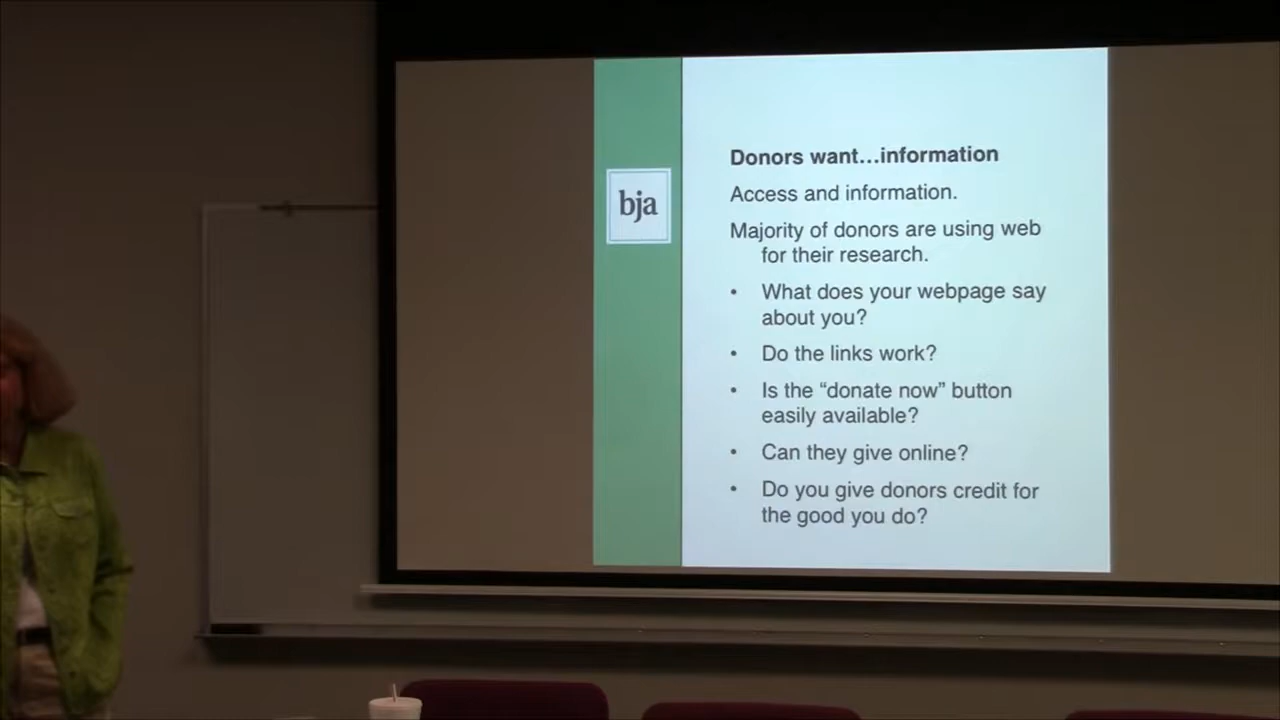 bja
Donors want...information
Access and information.
Majority of donors are using web
for their research.
• What does your webpage say
about you?
• Do the links work?
• Is the “donate now” button
easily available?
• Can they give online?
• Do you give donors credit for
the good you do?